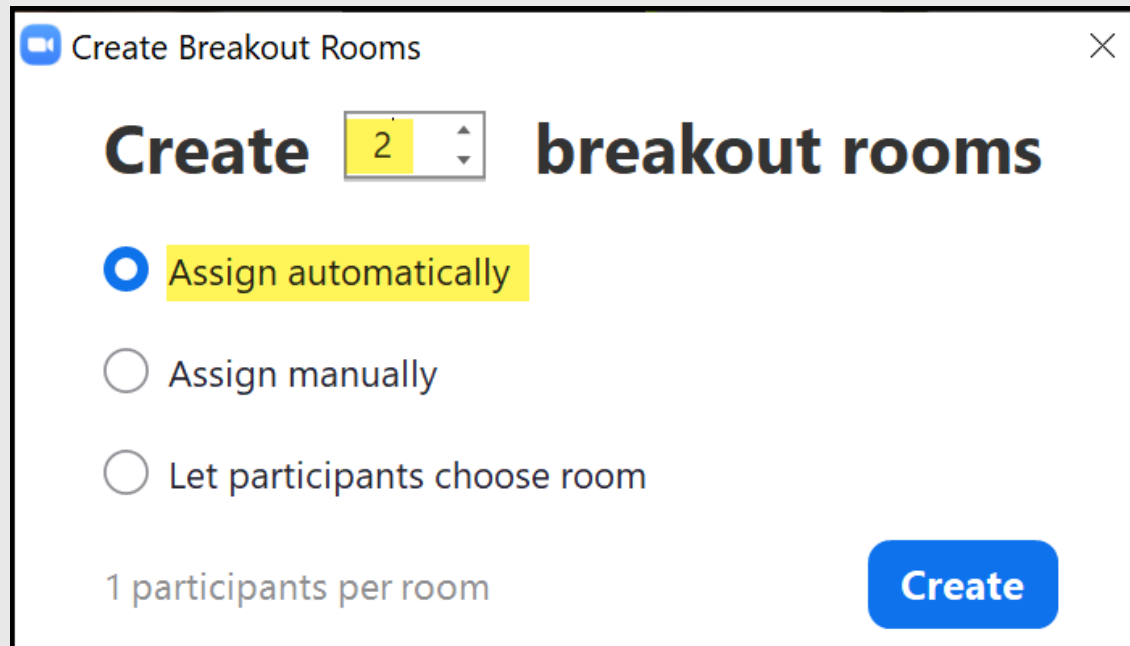 Create Breakout Rooms
Create 2 breakout rooms
Assign automatically
Assign manually
Let participants choose room
1 participants per room
Create